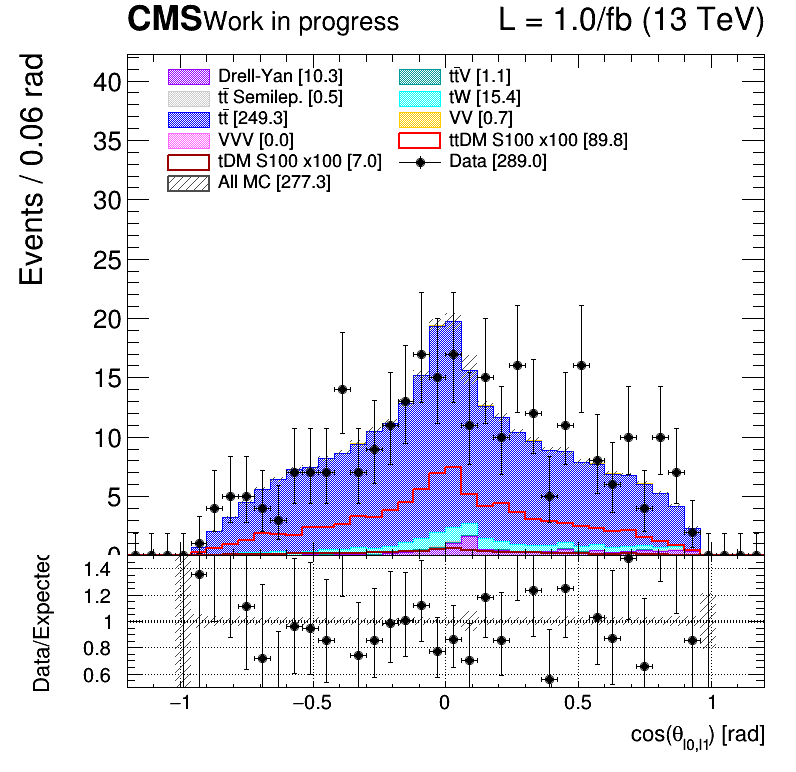 CMS Work in progress L = 1.0/fb (13 TeV)
Events / 0.06 rad
40
35
30
25
20
15
10
5
0
Drell-Yan [10.3]
tt̄ Semilep. [0.5]
tt̄ [249.3]
VVV [0.0]
tDM S100 x100 [7.0]
All MC [277.3]
tt̄V [1.1]
tW [15.4]
VV [0.7]
ttDM S100 x100 [89.8]
Data [289.0]
Data/Expected
1.4
1.2
1
0.8
0.6
−1 −0.5 0 0.5 1
cos(θ_{l0,l1}) [rad]